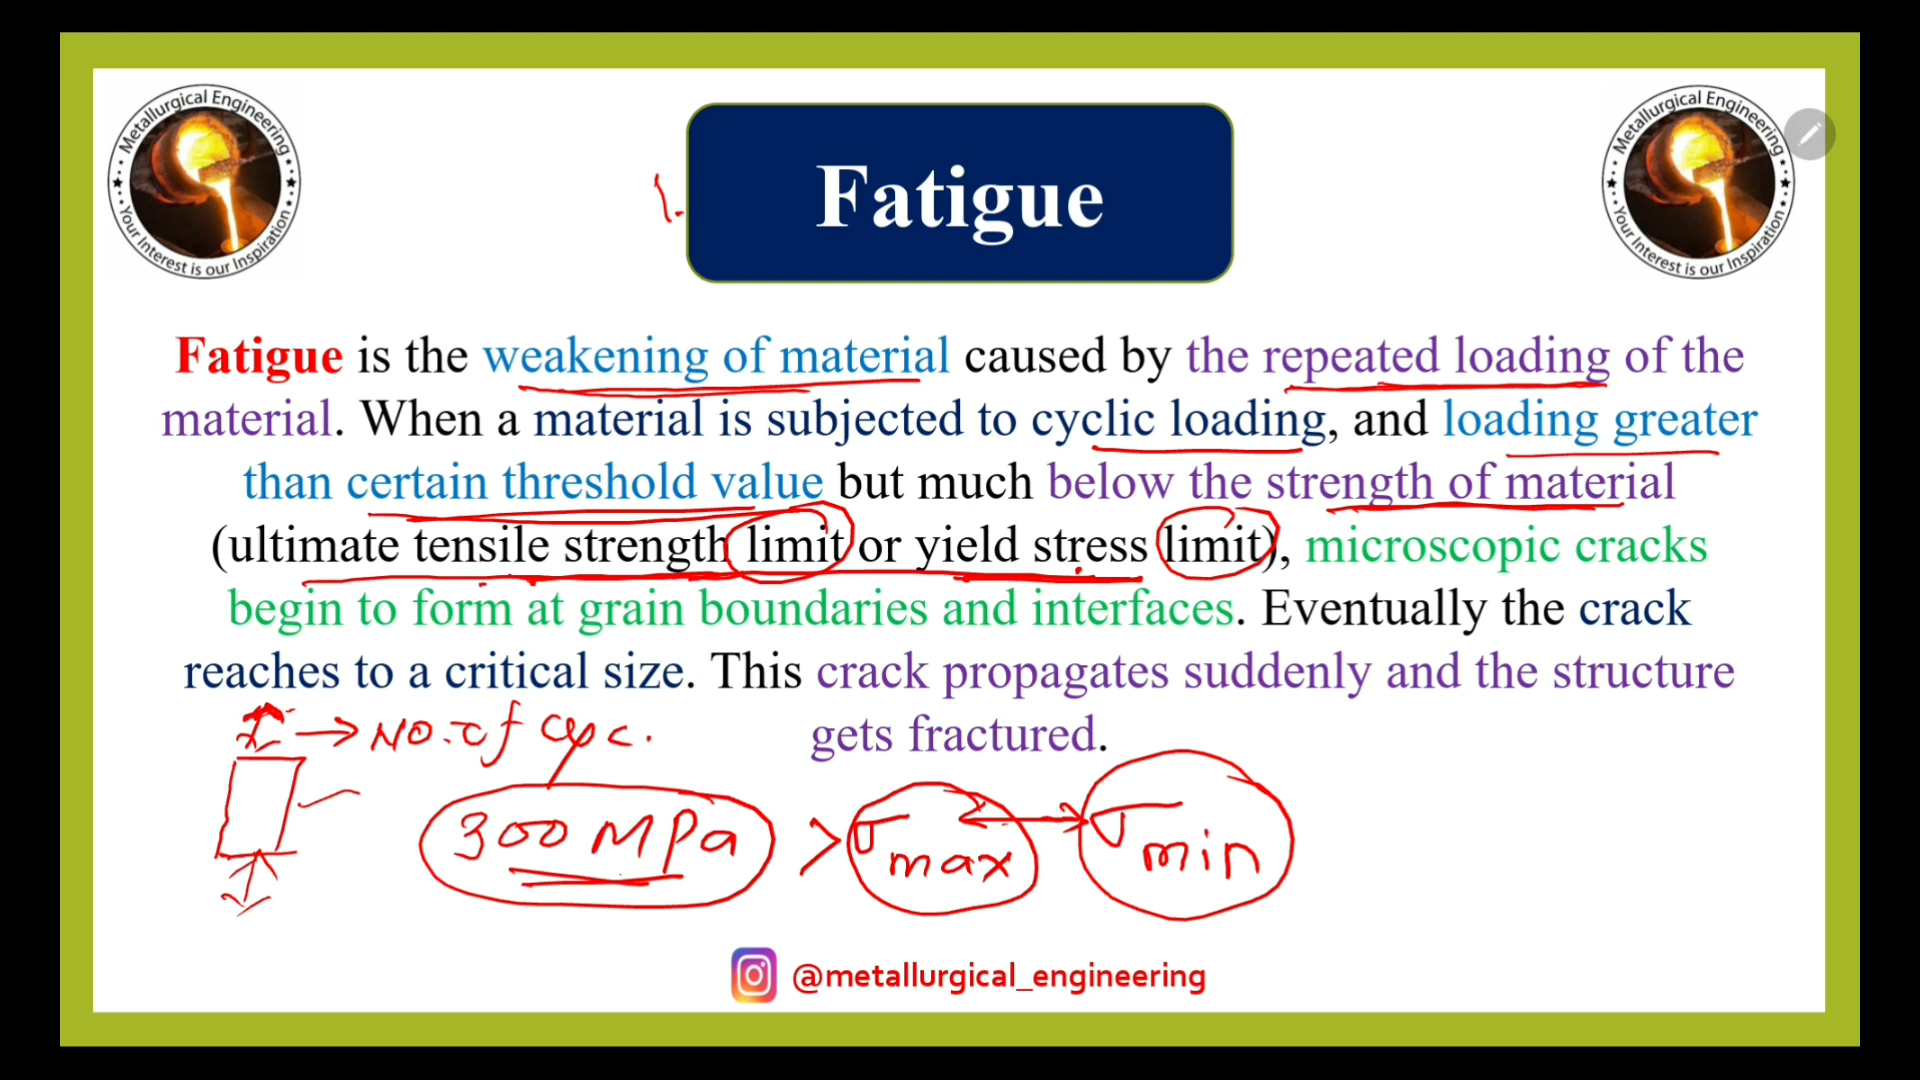 Metallurgical Engineering
Your Interest is our Inspiration
Metallurgical Engineering
Your Interest is our Inspiration
1.
Fatigue
Fatigue is the weakening of material caused by the repeated loading of the
material. When a material is subjected to cyclic loading, and loading greater
than certain threshold value but much below the strength of material
(ultimate tensile strength limit or yield stress limit), microscopic cracks
begin to form at grain boundaries and interfaces. Eventually the crack
reaches to a critical size. This crack propagates suddenly and the structure
gets fractured.
→ NO. of cyc.
300 MPa > σmax ↔ σmin
@metallurgical_engineering